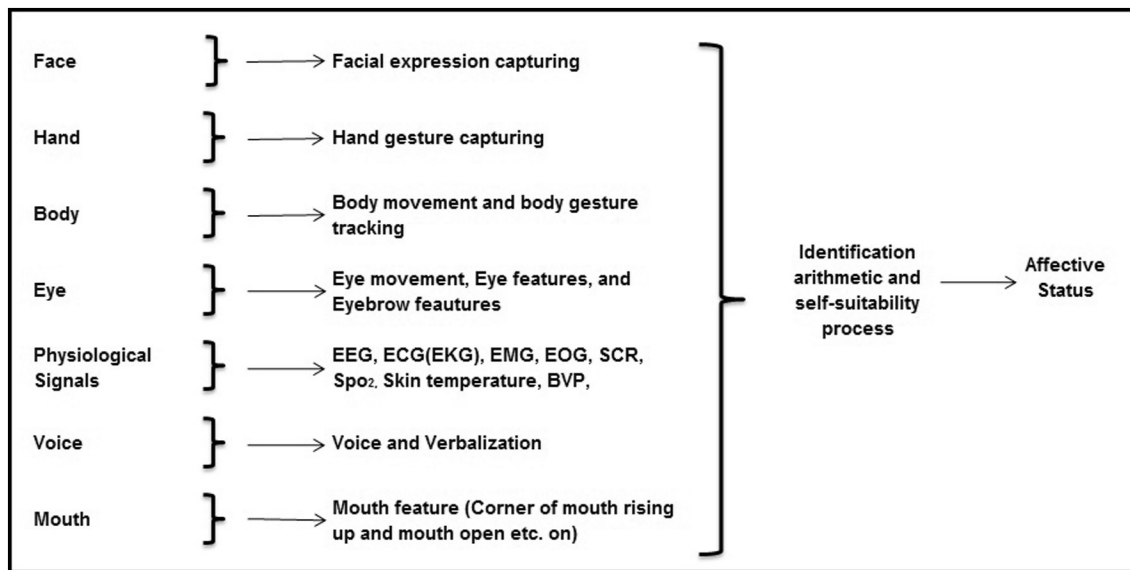 Face
Facial expression capturing
Hand
Hand gesture capturing
Body
Body movement and body gesture
tracking
Eye
Eye movement, Eye features, and
Eyebrow feautures
Physiological
Signals
EEG, ECG(EKG), EMG, EOG, SCR,
Spo₂, Skin temperature, BVP,
Voice
Voice and Verbalization
Mouth
Mouth feature (Corner of mouth rising
up and mouth open etc. on)
Identification
arithmetic and
self-suitability
process
Affective
Status